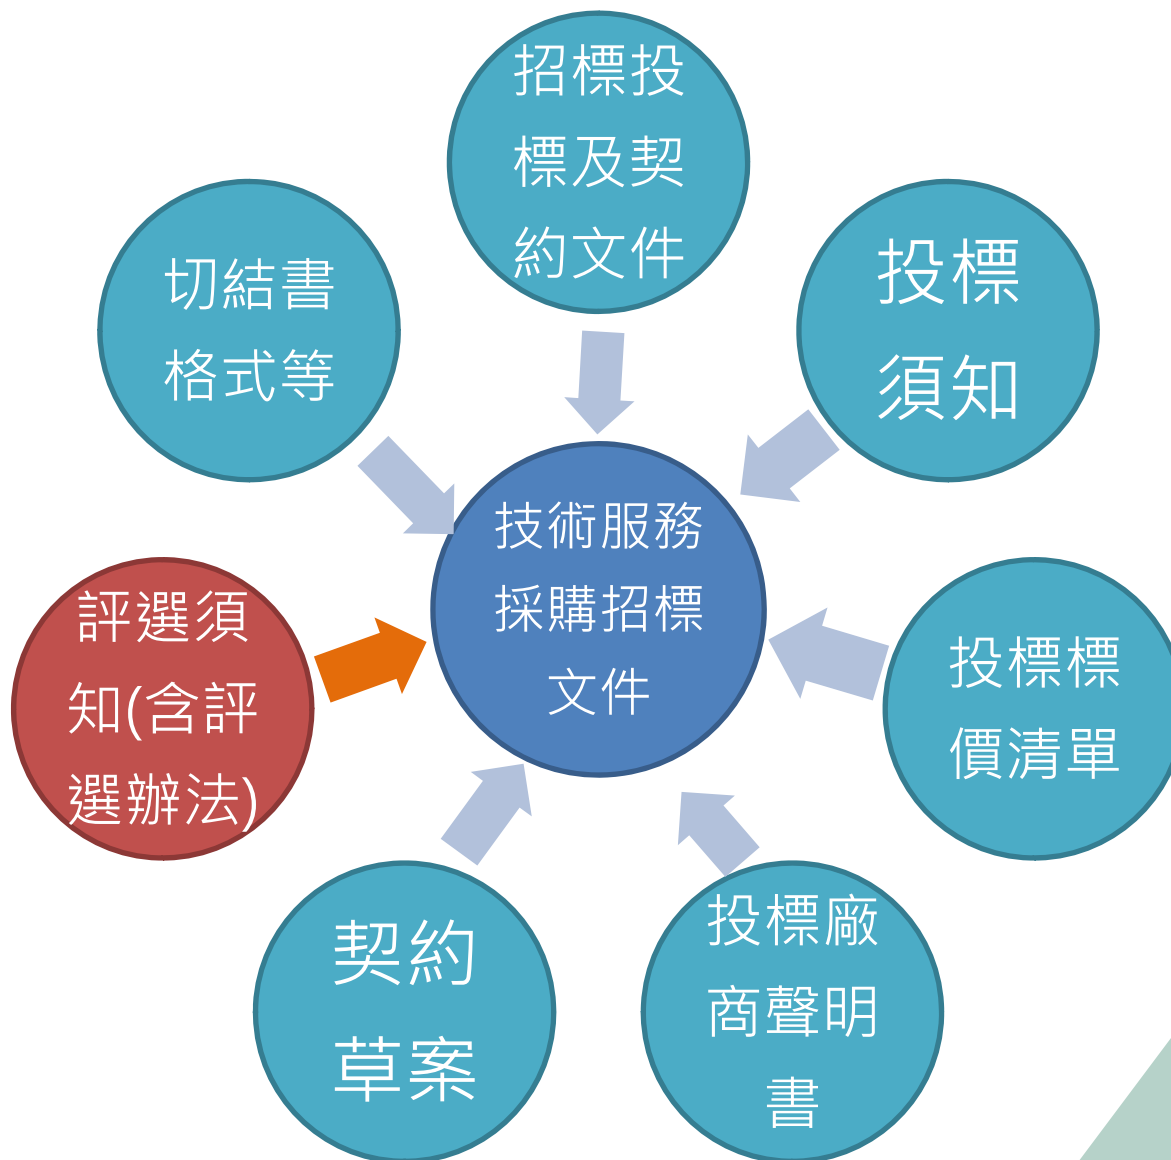 招標投
標及契
約文件
投標
須知
投標標
價清單
投標廠
商聲明
書
契約
草案
評選須
知(含評
選辦法)
切結書
格式等
技術服務
採購招標
文件